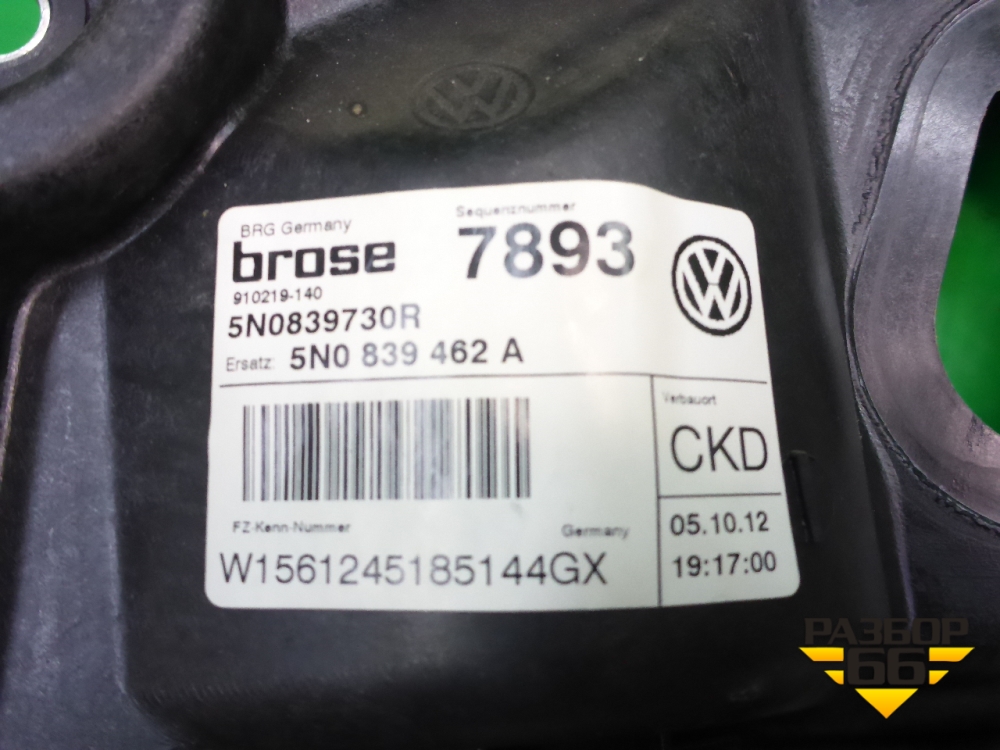 BRG Germany
Sequenznummer
brose
7893
910219-140
5N0839730R
Ersatz: 5N0 839 462 A
Verbauort
CKD
FZ-Kenn-Nummer
Germany
W1561245185144GX
05.10.12
19:17:00
РАЗБОР
66